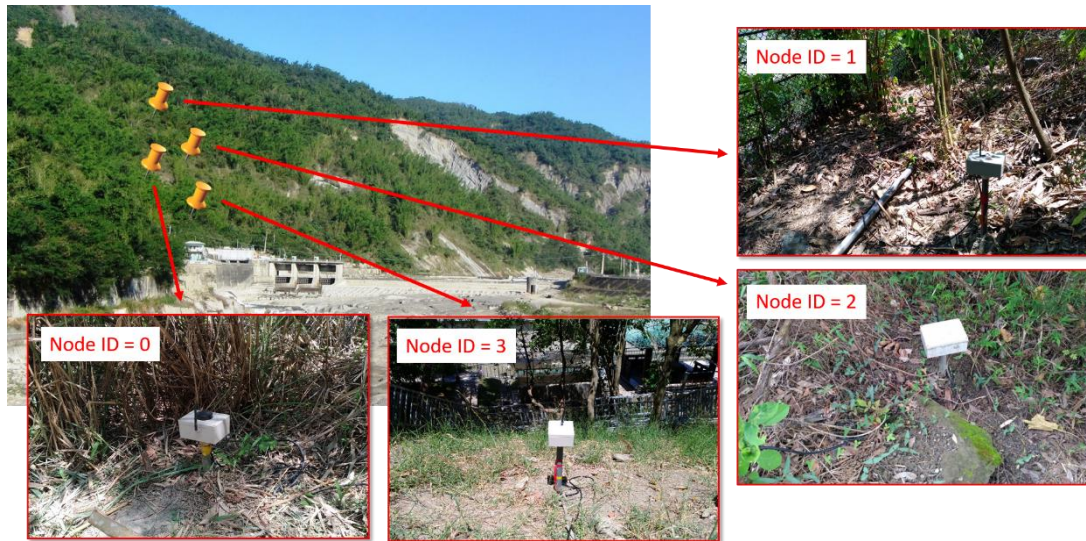 Node ID = 1
Node ID = 2
Node ID = 0
Node ID = 3